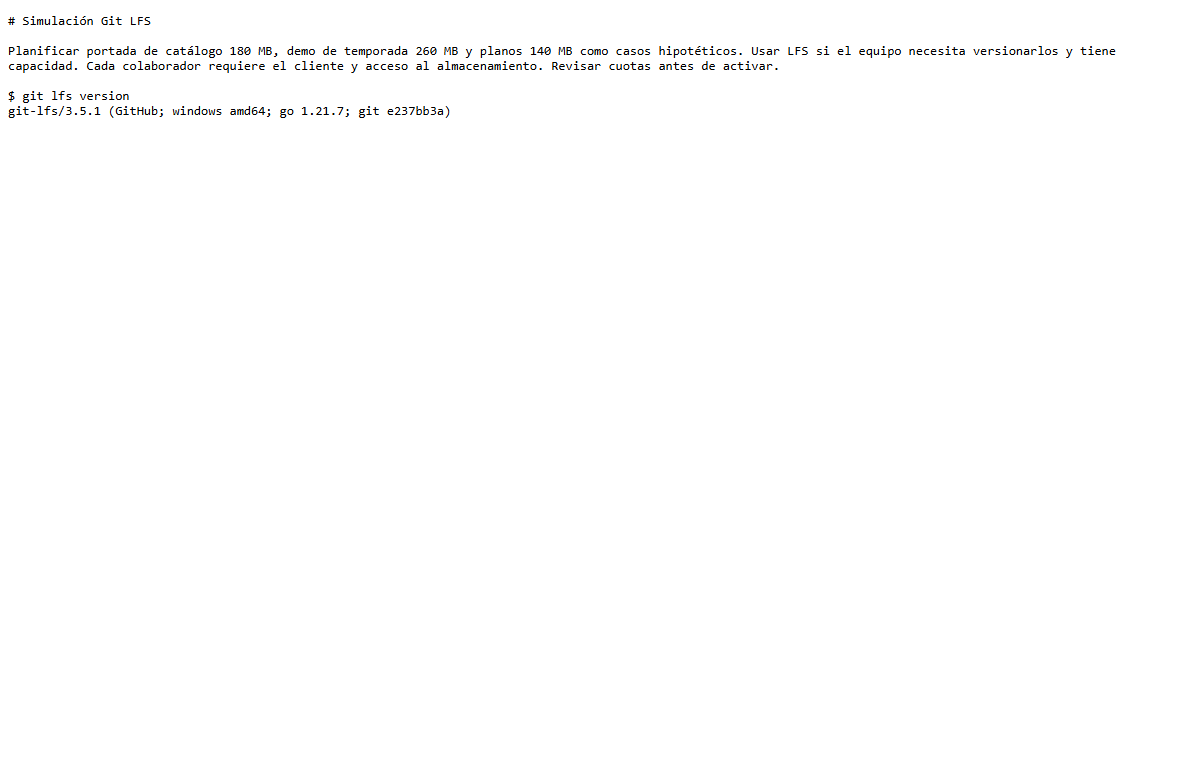 # Simulación Git LFS
Planificar portada de catálogo 180 MB, demo de temporada 260 MB y planos 140 MB como casos hipotéticos. Usar LFS si el equipo necesita versionarlos y tiene
capacidad. Cada colaborador requiere el cliente y acceso al almacenamiento. Revisar cuotas antes de activar.
$ git lfs version
git-lfs/3.5.1 (GitHub; windows amd64; go 1.21.7; git e237bb3a)